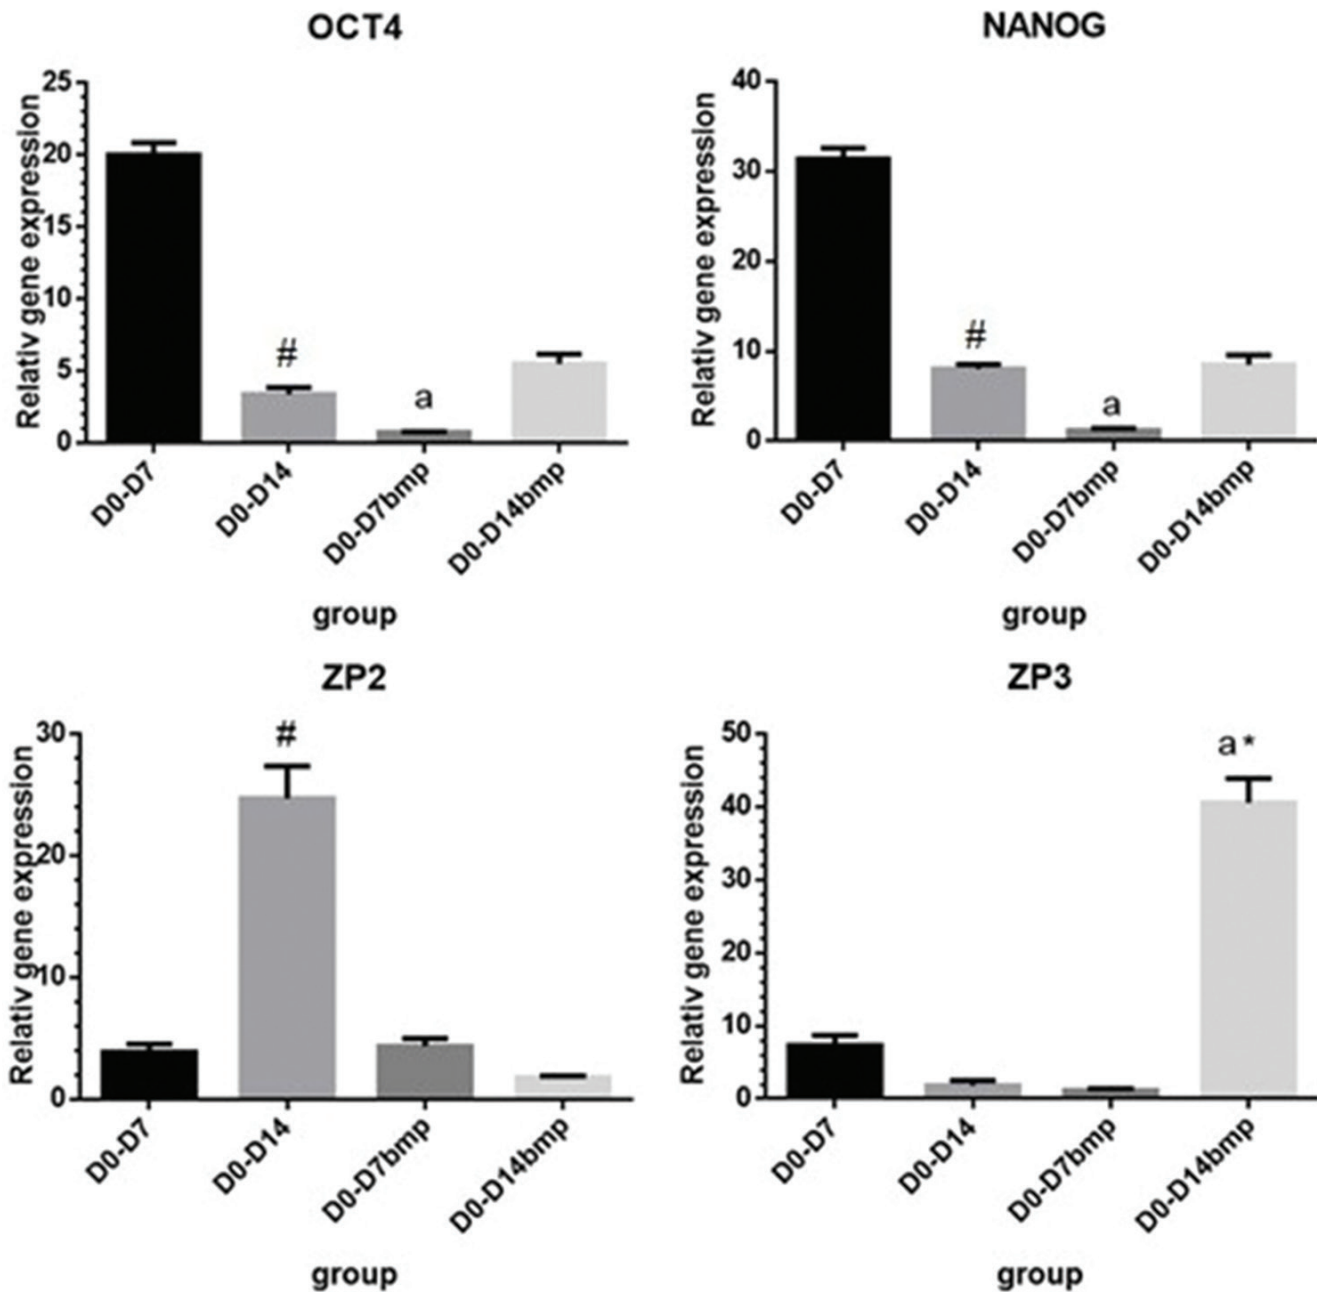 OCT4
Relativ gene expression
25
20
15
10
5
0
#
a
D0-D7
D0-D14
D0-D7bmp
D0-D14bmp
group
NANOG
Relativ gene expression
40
30
20
10
0
#
a
D0-D7
D0-D14
D0-D7bmp
D0-D14bmp
group
ZP2
Relativ gene expression
30
20
10
0
#
D0-D7
D0-D14
D0-D7bmp
D0-D14bmp
group
ZP3
Relativ gene expression
50
40
30
20
10
0
a*
D0-D7
D0-D14
D0-D7bmp
D0-D14bmp
group